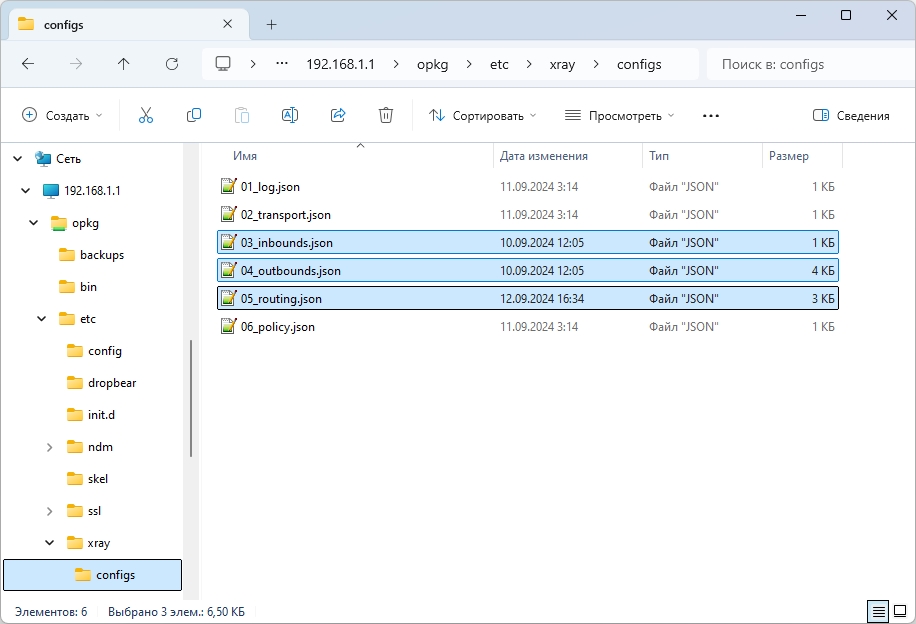 configs
192.168.1.1 opkg etc xray configs
Поиск в: configs
Создать Сортировать Просмотреть Сведения
Сеть
192.168.1.1
opkg
backups
bin
etc
config
dropbear
init.d
ndm
skel
ssl
xray
configs
Имя Дата изменения Тип Размер
01_log.json 11.09.2024 3:14 Файл "JSON" 1 КБ
02_transport.json 11.09.2024 3:14 Файл "JSON" 1 КБ
03_inbounds.json 10.09.2024 12:05 Файл "JSON" 1 КБ
04_outbounds.json 10.09.2024 12:05 Файл "JSON" 4 КБ
05_routing.json 12.09.2024 16:34 Файл "JSON" 3 КБ
06_policy.json 11.09.2024 3:14 Файл "JSON" 1 КБ
Элементов: 6 Выбрано 3 элем.: 6,50 КБ